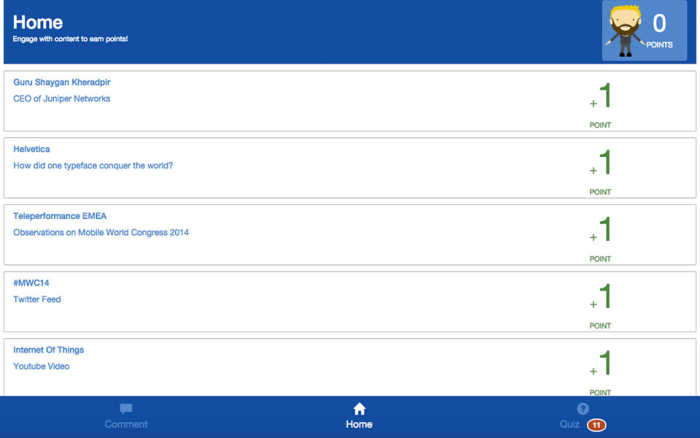 Home
Engage with content to earn points!
0
POINTS
Guru Shaygan Kheradpir
CEO of Juniper Networks
+1
POINT
Helvetica
How did one typeface conquer the world?
+1
POINT
Teleperformance EMEA
Observations on Mobile World Congress 2014
+1
POINT
#MWC14
Twitter Feed
+1
POINT
Internet Of Things
Youtube Video
+1
POINT
Comment
Home
Quiz 11